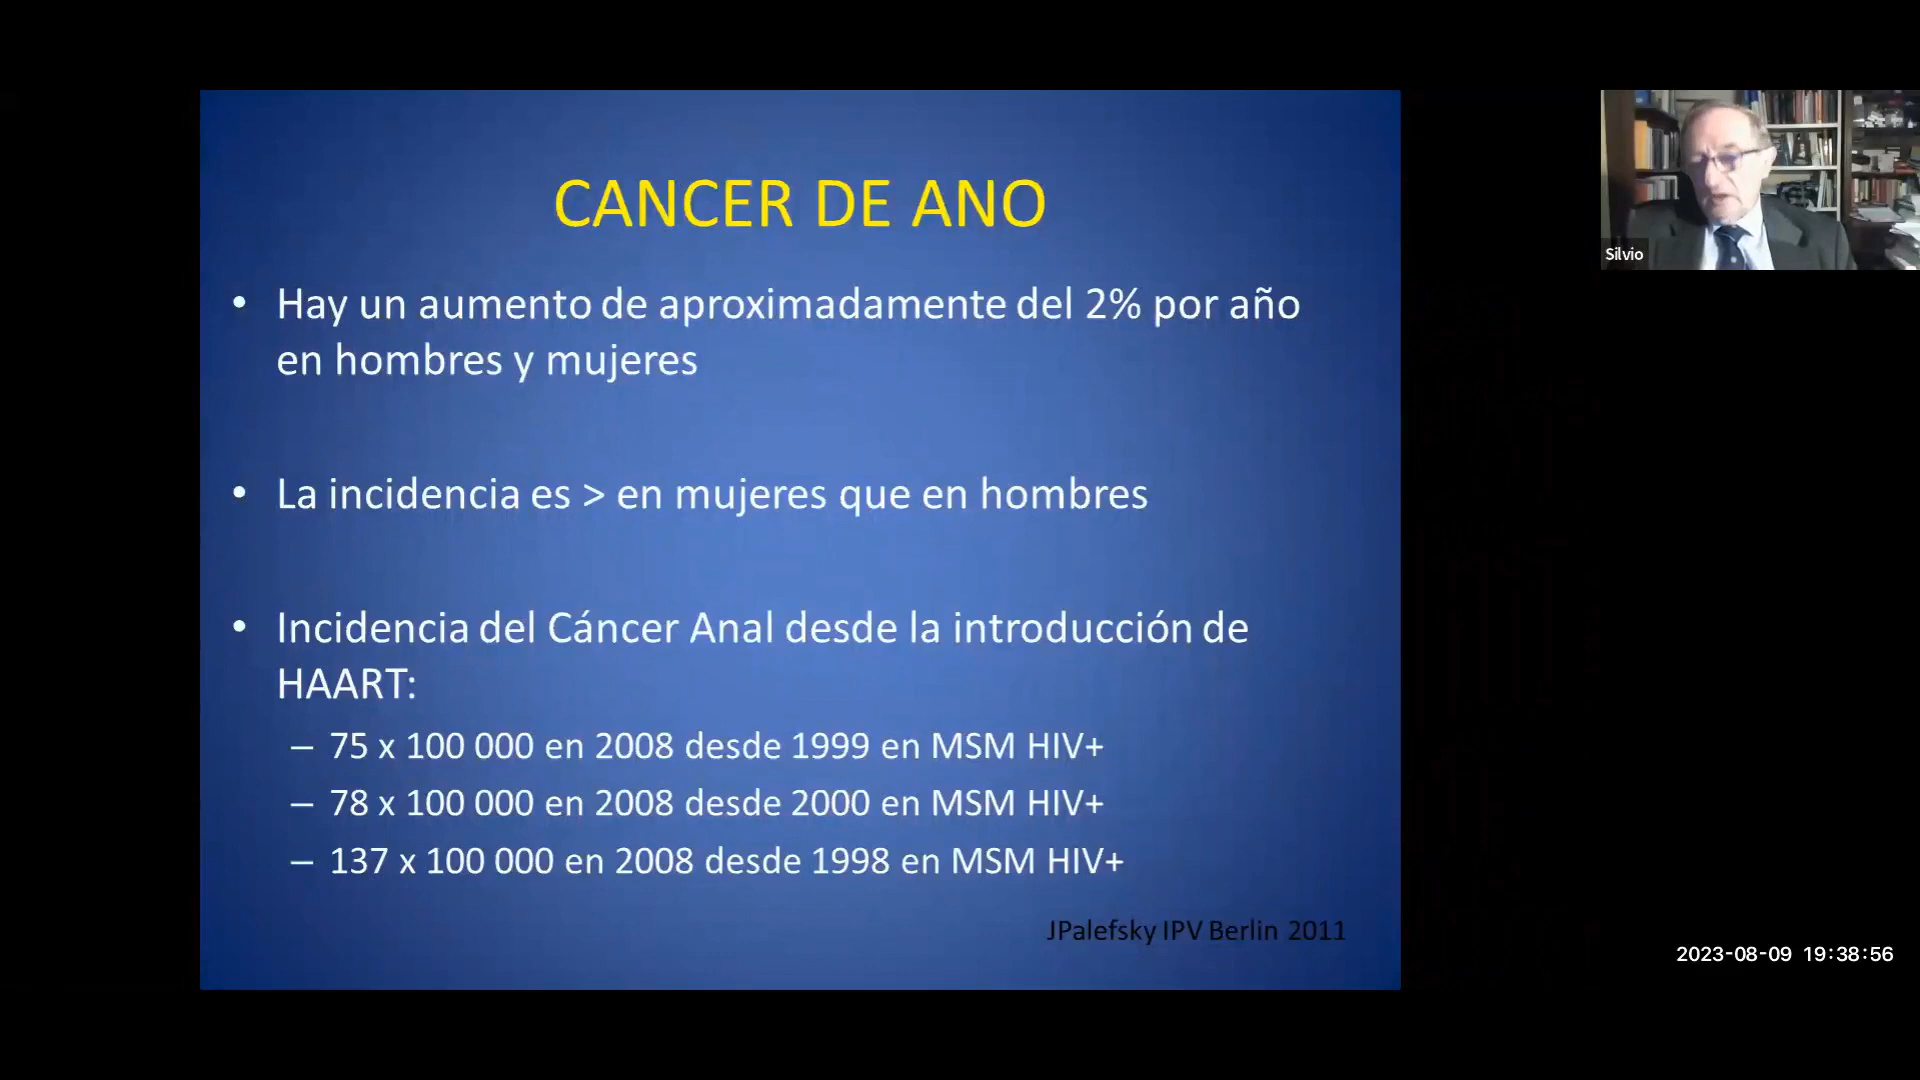 CANCER DE ANO
• Hay un aumento de aproximadamente del 2% por año
en hombres y mujeres
• La incidencia es > en mujeres que en hombres
• Incidencia del Cáncer Anal desde la introducción de
HAART:
– 75 x 100 000 en 2008 desde 1999 en MSM HIV+
– 78 x 100 000 en 2008 desde 2000 en MSM HIV+
– 137 x 100 000 en 2008 desde 1998 en MSM HIV+
JPalefsky IPV Berlin 2011
Silvio
2023-08-09 19:38:56